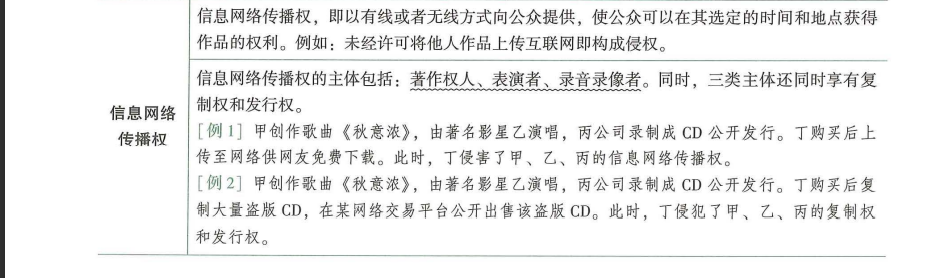 信息网络传播权，即以有线或者无线方式向公众提供，使公众可以在其选定的时间和地点获得
作品的权利。例如：未经许可将他人作品上传互联网即构成侵权。
信息网络
传播权
信息网络传播权的主体包括：著作权人、表演者、录音录像者。同时，三类主体还同时享有复
制权和发行权。
［例1］甲创作歌曲《秋意浓》，由著名影星乙演唱，丙公司录制成 CD 公开发行。丁购买后上
传至网络供网友免费下载。此时，丁侵害了甲、乙、丙的信息网络传播权。
［例2］甲创作歌曲《秋意浓》，由著名影星乙演唱，丙公司录制成 CD 公开发行。丁购买后复
制大量盗版 CD，在某网络交易平台公开出售该盗版 CD。此时，丁侵犯了甲、乙、丙的复制权
和发行权。